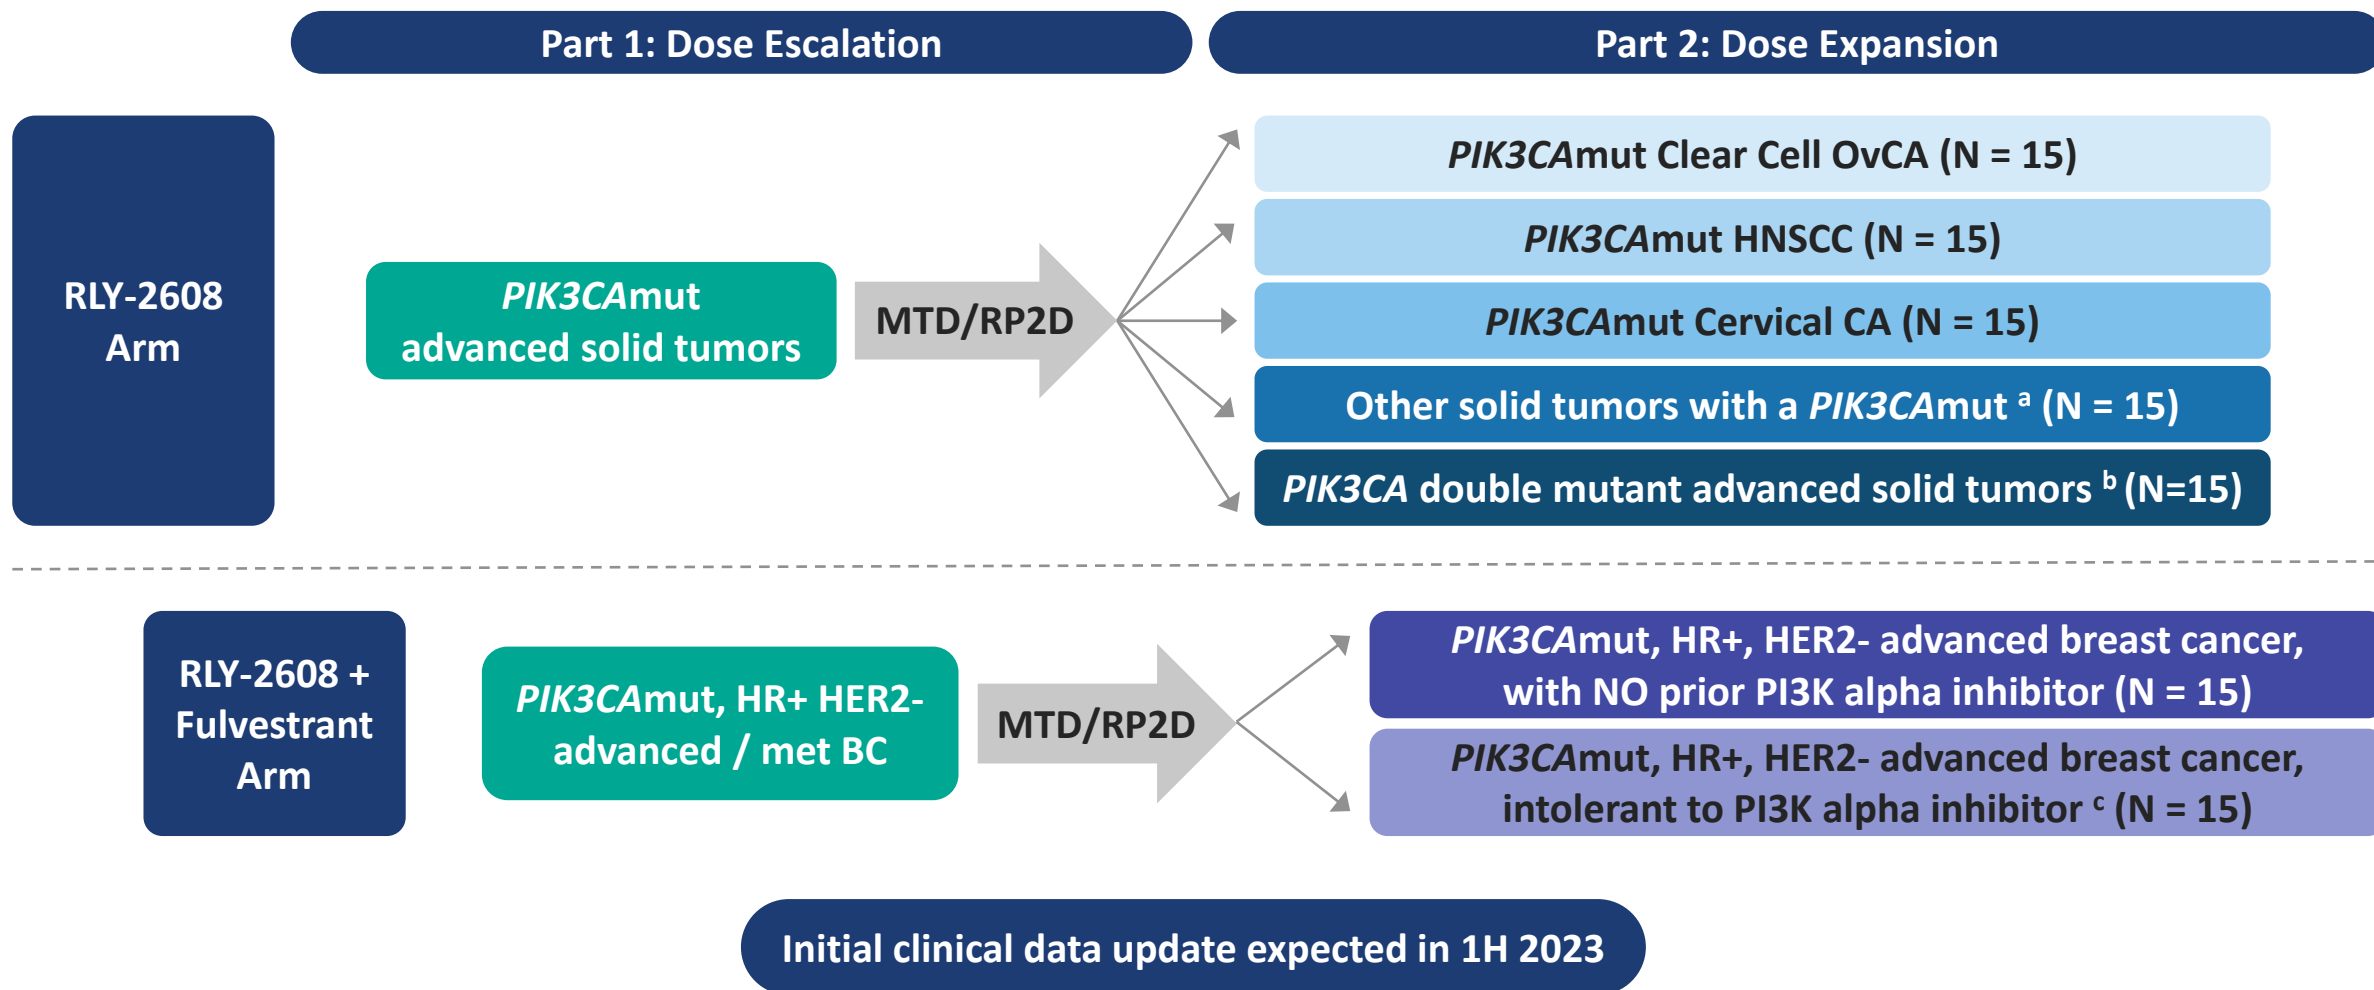 Part 1: Dose Escalation
Part 2: Dose Expansion
RLY-2608
Arm
PIK3CAmut
advanced solid tumors
MTD/RP2D
PIK3CAmut Clear Cell OvCA (N = 15)
PIK3CAmut HNSCC (N = 15)
PIK3CAmut Cervical CA (N = 15)
Other solid tumors with a PIK3CAmut a (N = 15)
PIK3CA double mutant advanced solid tumors b (N=15)
RLY-2608 +
Fulvestrant
Arm
PIK3CAmut, HR+ HER2-
advanced / met BC
MTD/RP2D
PIK3CAmut, HR+, HER2- advanced breast cancer,
with NO prior PI3K alpha inhibitor (N = 15)
PIK3CAmut, HR+, HER2- advanced breast cancer,
intolerant to PI3K alpha inhibitor c (N = 15)
Initial clinical data update expected in 1H 2023